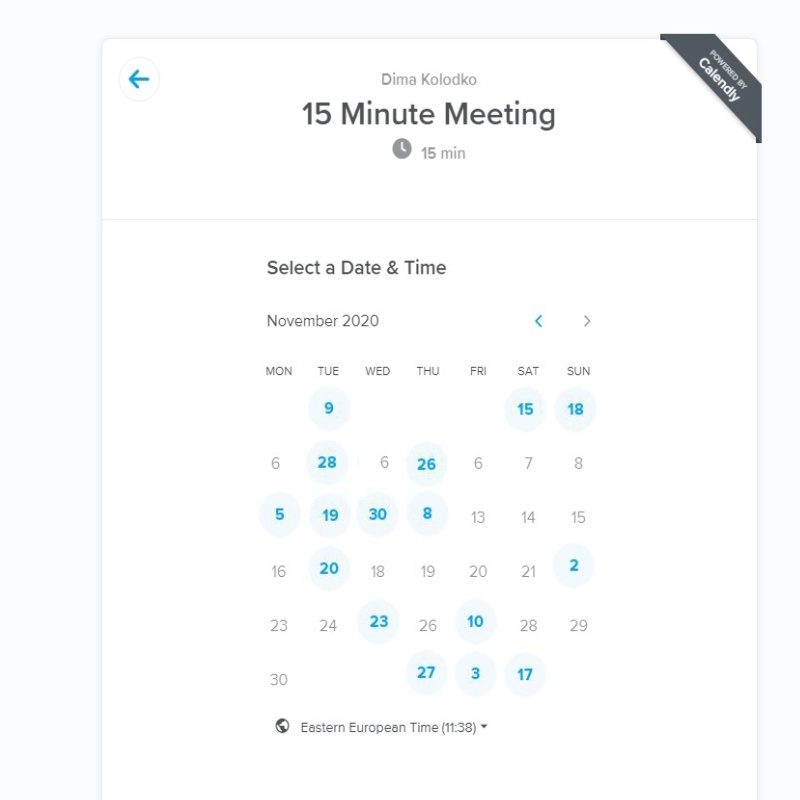 POWERED BY
Calendly
Dima Kolodko
15 Minute Meeting
15 min
Select a Date & Time
November 2020
MON TUE WED THU FRI SAT SUN
9 15 18
6 28 6 26 6 7 8
5 19 30 8 13 14 15
16 20 18 19 20 21 2
23 24 23 26 10 28 29
30 27 3 17
Eastern European Time (11:38)